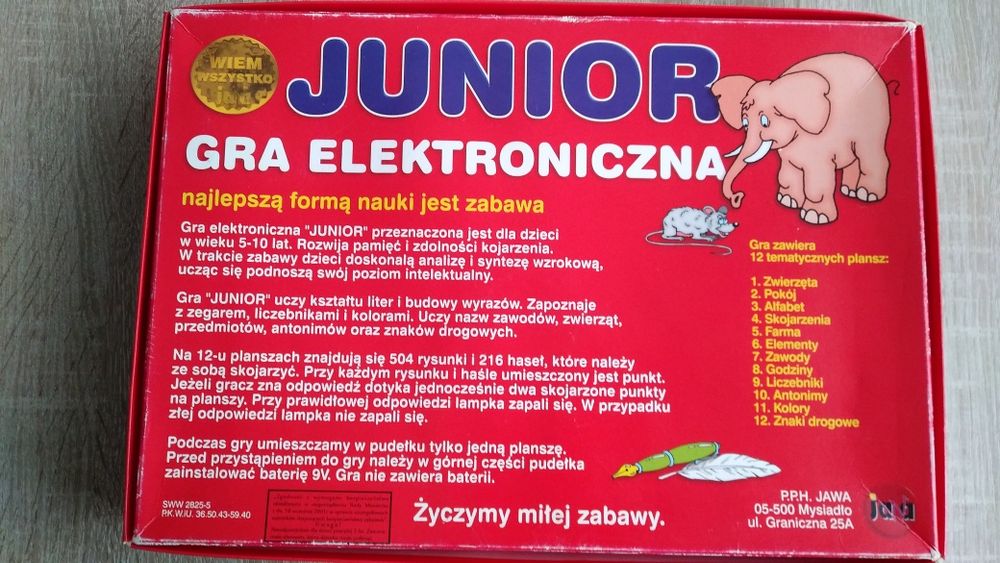 WIEM
WSZYSTKO
JUNIOR
GRA ELEKTRONICZNA
najlepszą formą nauki jest zabawa
Gra elektroniczna "JUNIOR" przeznaczona jest dla dzieci
w wieku 5-10 lat. Rozwija pamięć i zdolności kojarzenia.
W trakcie zabawy dzieci doskonalą analizę i syntezę wzrokową,
ucząc się podnoszą swój poziom intelektualny.
Gra "JUNIOR" uczy kształtu liter i budowy wyrazów. Zapoznaje
z zegarem, liczebnikami i kolorami. Uczy nazw zawodów, zwierząt,
przedmiotów, antonimów oraz znaków drogowych.
Na 12-u planszach znajdują się 504 rysunki i 216 haseł, które należy
ze sobą skojarzyć. Przy każdym rysunku i haśle umieszczony jest punkt.
Jeżeli gracz zna odpowiedź dotyka jednocześnie dwa skojarzone punkty
na planszy. Przy prawidłowej odpowiedzi lampka zapali się. W przypadku
złej odpowiedzi lampka nie zapali się.
Podczas gry umieszczamy w pudełku tylko jedną planszę.
Przed przystąpieniem do gry należy w górnej części pudełka
zainstalować baterię 9V. Gra nie zawiera baterii.
Gra zawiera
12 tematycznych plansz:
1. Zwierzęta
2. Pokój
3. Alfabet
4. Skojarzenia
5. Farma
6. Elementy
7. Zawody
8. Godziny
9. Liczebniki
10. Antonimy
11. Kolory
12. Znaki drogowe
SWW 2825-5
P.K.W.I.U. 36.50.43-59.40
Życzymy miłej zabawy.
P.P.H. JAWA
05-500 Mysiadło
ul. Graniczna 25A